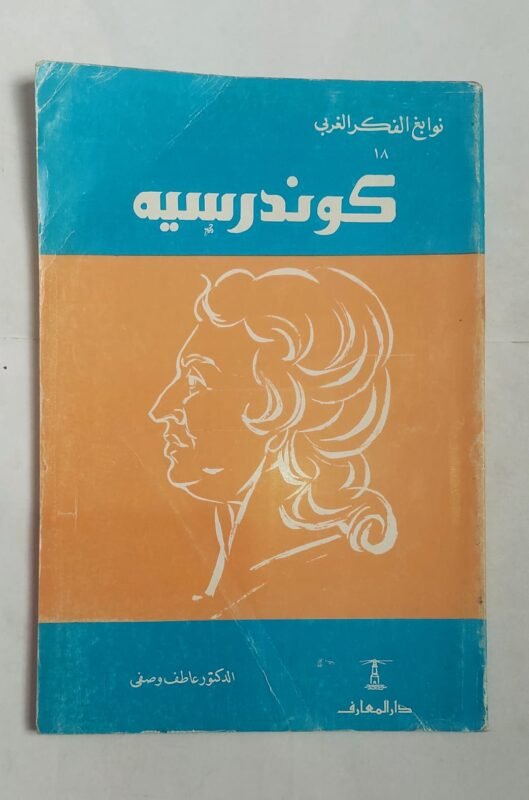 نوابغ الفكر الغربي
١٨
كوندرسيه
الدكتور عاطف وصفي
دار المعارف